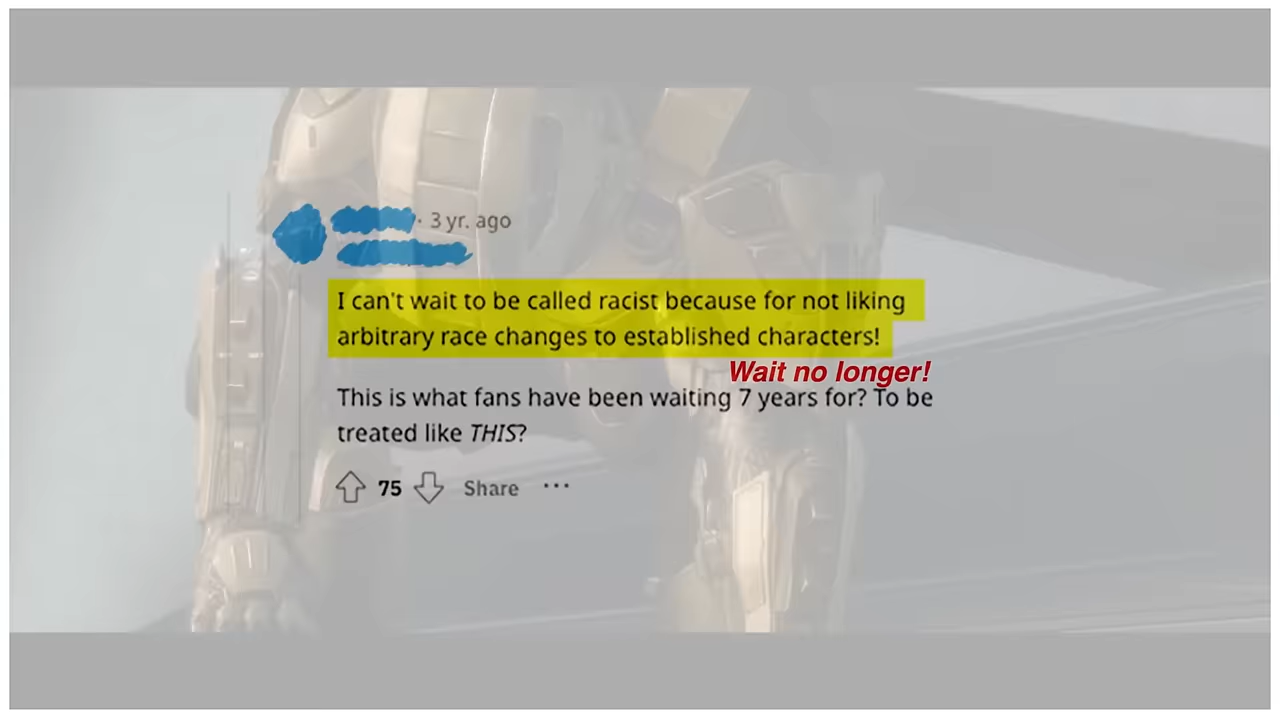 · 3 yr. ago
I can't wait to be called racist because for not liking
arbitrary race changes to established characters!
Wait no longer!
This is what fans have been waiting 7 years for? To be
treated like THIS?
75 Share ···